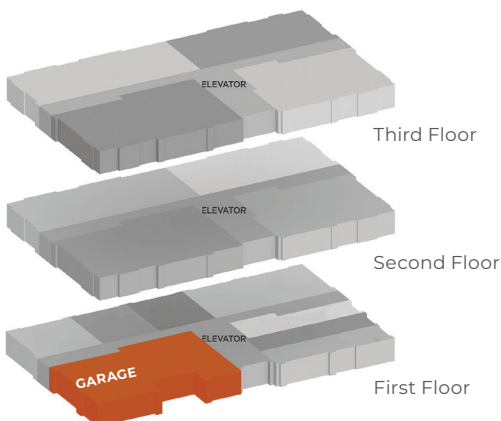 ELEVATOR
Third Floor
ELEVATOR
Second Floor
ELEVATOR
GARAGE
First Floor